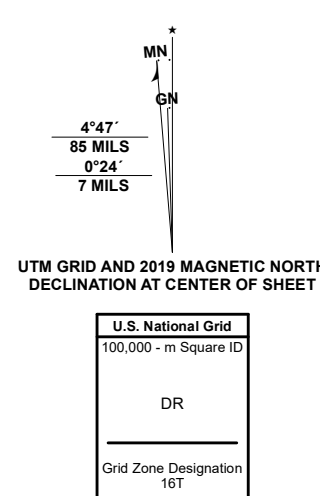 ★
MN
GN
4°47´
85 MILS
0°24´
7 MILS
UTM GRID AND 2019 MAGNETIC NORTH
DECLINATION AT CENTER OF SHEET
U.S. National Grid
100,000 - m Square ID
DR
Grid Zone Designation
16T